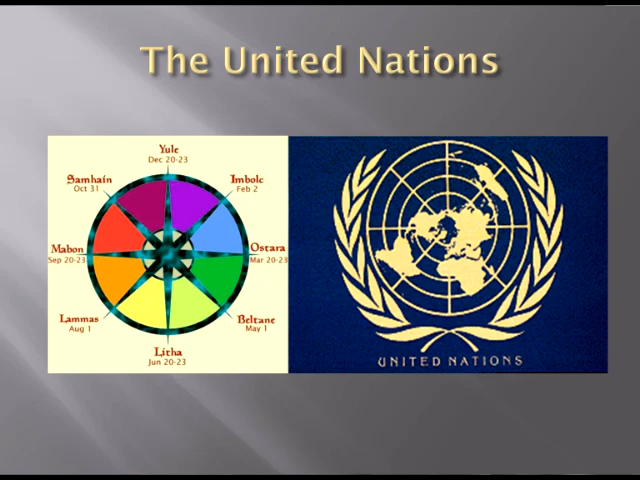 The United Nations
Yule
Dec 20-23
Samhain
Oct 31
Imbolc
Feb 2
Mabon
Sep 20-23
Ostara
Mar 20-23
Lammas
Aug 1
Beltane
May 1
Litha
Jun 20-23
UNITED NATIONS